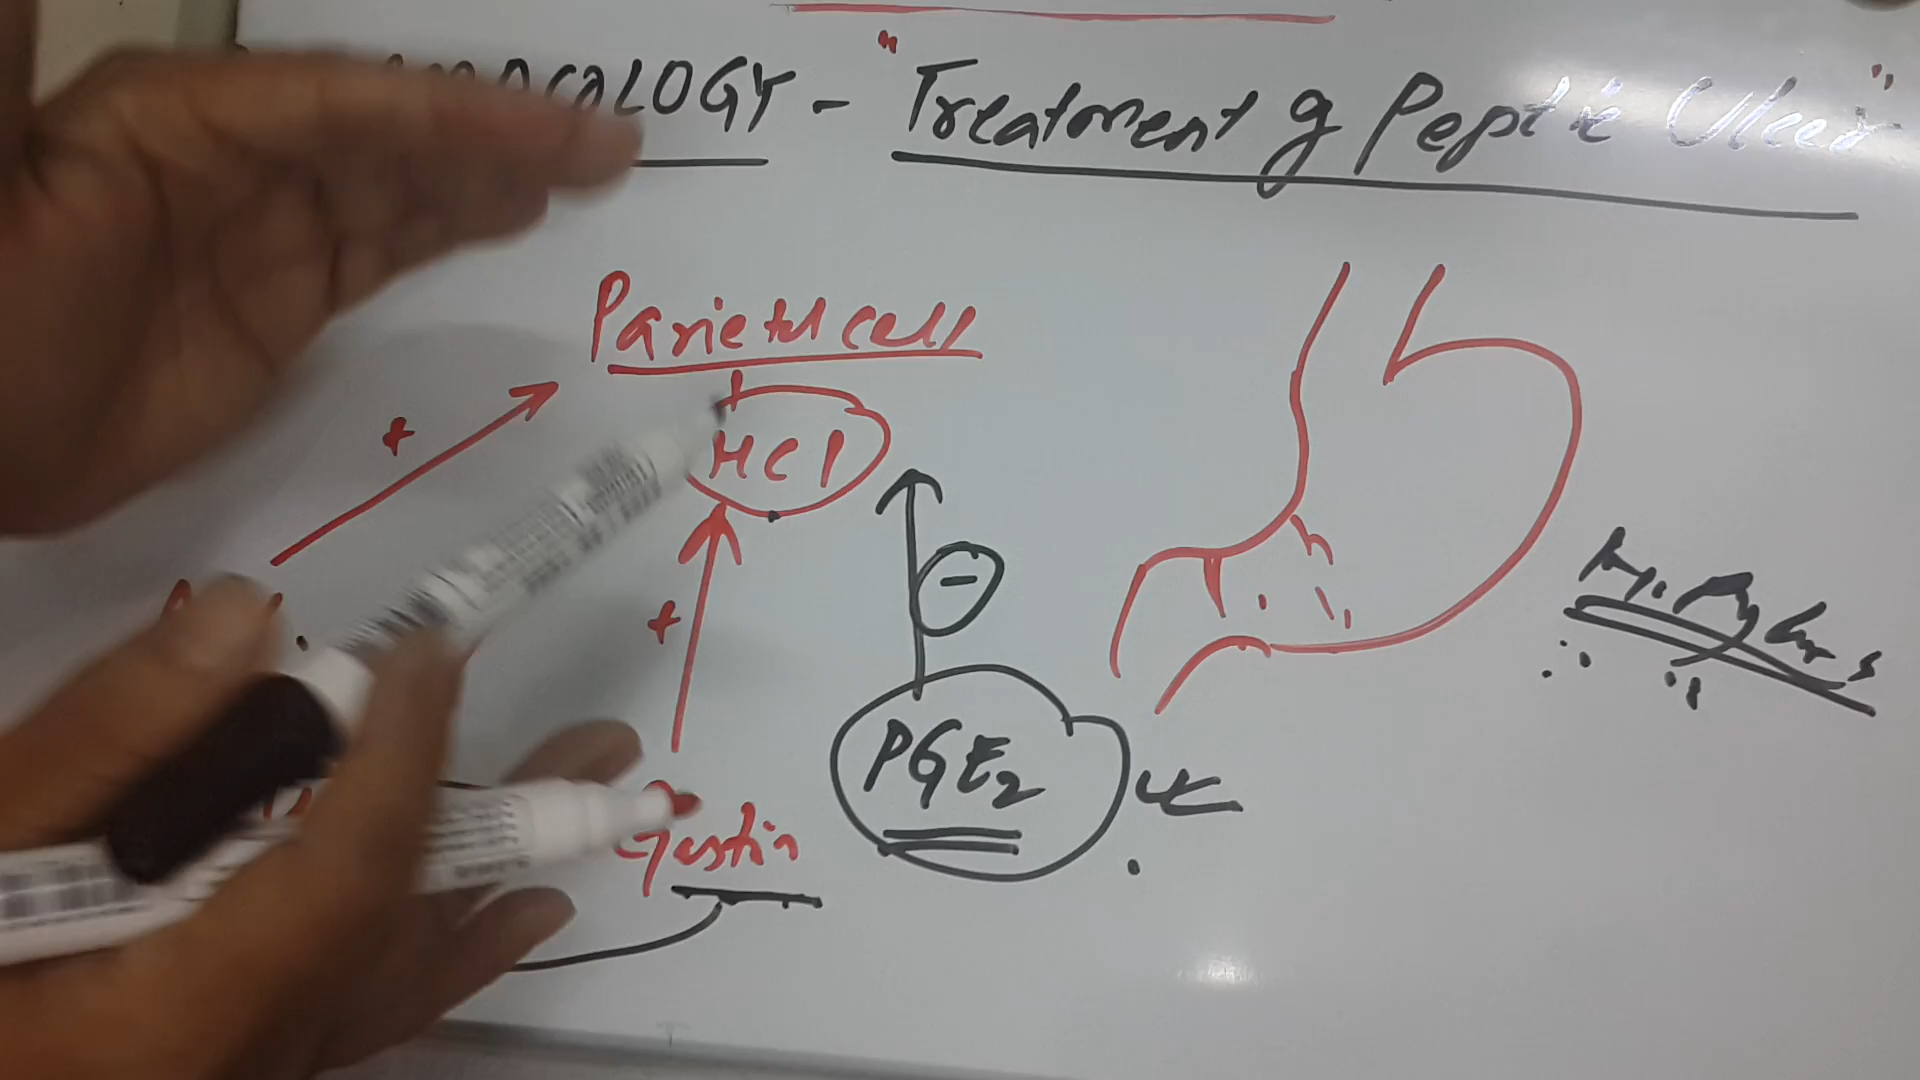 COLOGY - "Treatment of Peptic Ulcer"
Parietal cell
+
HCl
-
+
PGE2
Gastrin